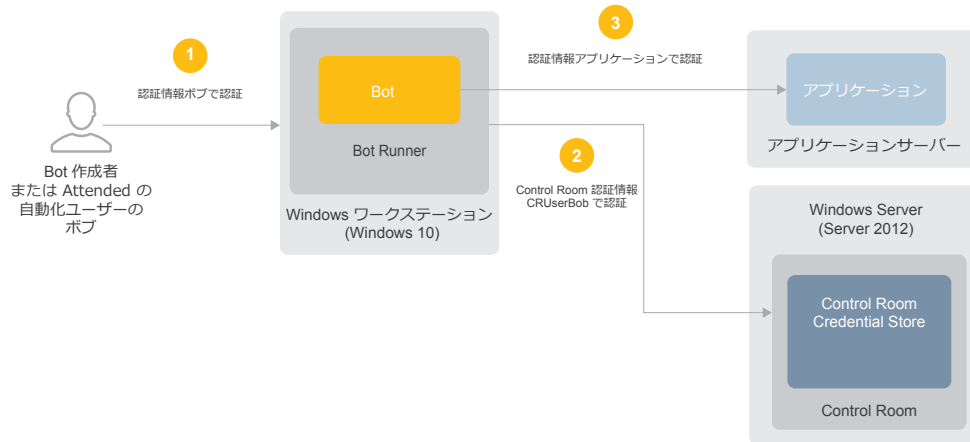 1
認証情報ボブで認証
Bot 作成者
または Attended の
自動化ユーザーの
ボブ
Bot
Bot Runner
Windows ワークステーション
(Windows 10)
3
認証情報アプリケーションで認証
2
Control Room 認証情報
CRUserBob で認証
アプリケーション
アプリケーションサーバー
Windows Server
(Server 2012)
Control Room
Credential Store
Control Room